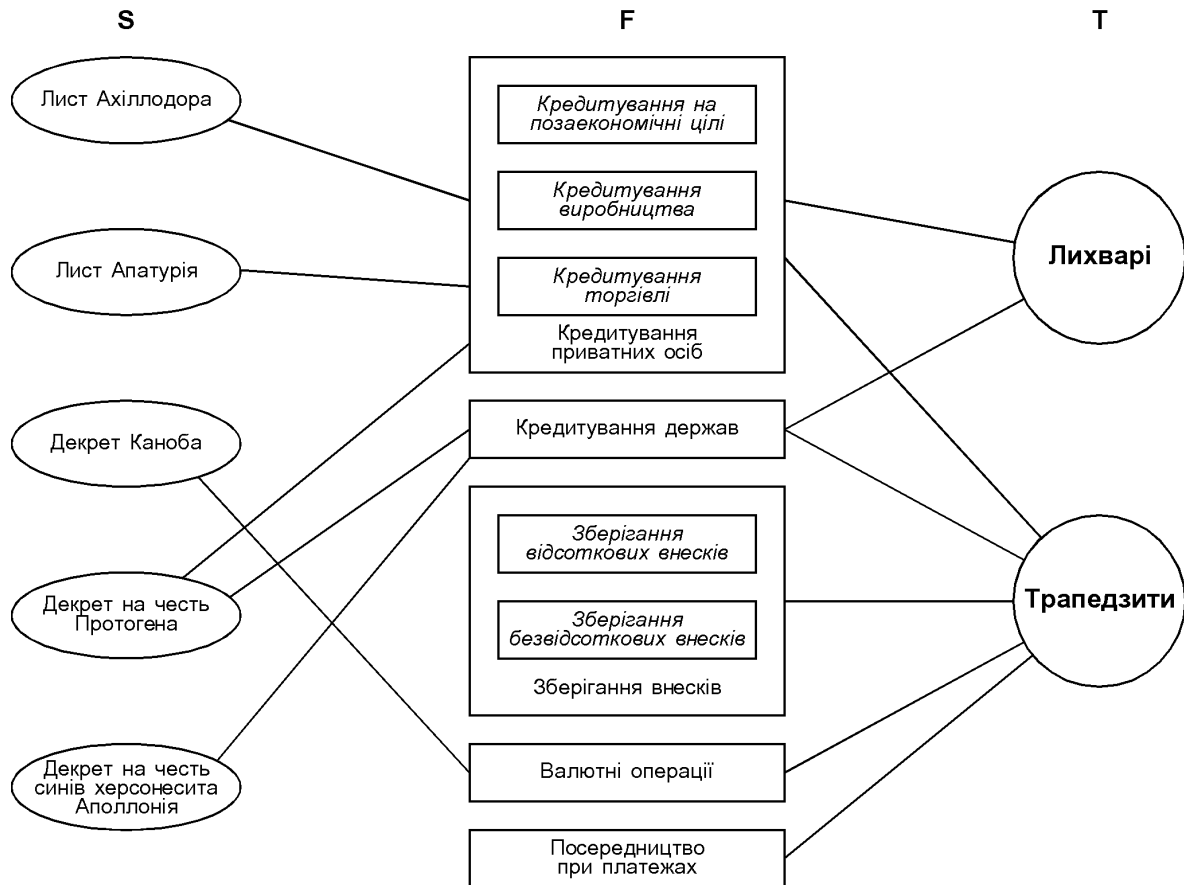 S
F
T
Лист Ахіллодора
Лист Апатурія
Декрет Каноба
Декрет на честь
Протогена
Декрет на честь
синів херсонесита
Аполлонія
Кредитування на
позаекономічні цілі
Кредитування
виробництва
Кредитування
торгівлі
Кредитування
приватних осіб
Кредитування держав
Зберігання
відсоткових внесків
Зберігання
безвідсоткових внесків
Зберігання внесків
Валютні операції
Посередництво
при платежах
Лихварі
Трапедзити